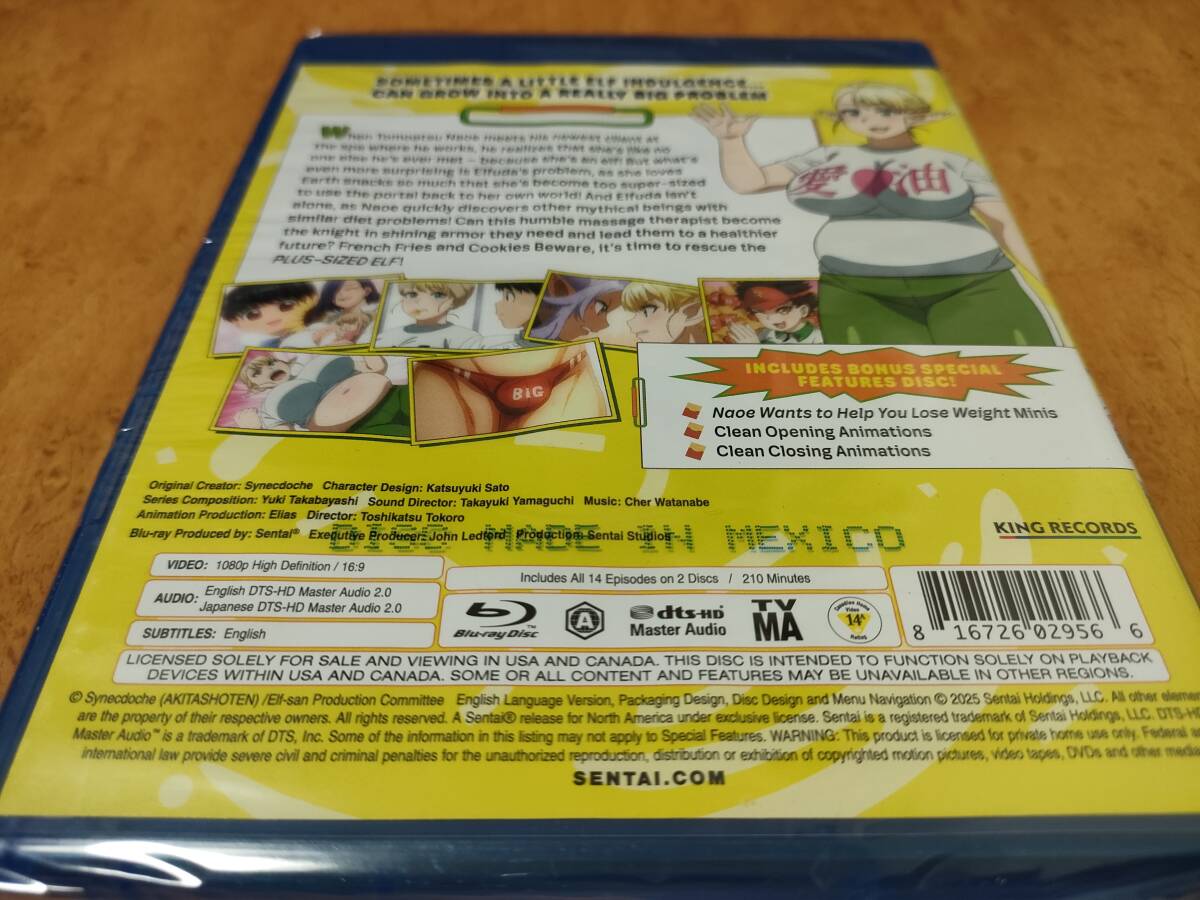 SOMETIMES A LITTLE ELF INDULGENCE...
CAN GROW INTO A REALLY BIG PROBLEM
When Tomoatsu Naoe meets his newest client at
the spa where he works, he realizes that she's like no
one else he's ever met – because she's an elf! But what's
even more surprising is Elfuda's problem, as she loves
Earth snacks so much that she's become too super-sized
to use the portal back to her own world! And Elfuda isn't
alone, as Naoe quickly discovers other mythical beings with
similar diet problems! Can this humble massage therapist become
the knight in shining armor they need and lead them to a healthier
future? French Fries and Cookies Beware, it's time to rescue the
PLUS-SIZED ELF!
愛 油
BiG
INCLUDES BONUS SPECIAL
FEATURES DISC!
Naoe Wants to Help You Lose Weight Minis
Clean Opening Animations
Clean Closing Animations
Original Creator: Synecdoche Character Design: Katsuyuki Sato
Series Composition: Yuki Takabayashi Sound Director: Takayuki Yamaguchi Music: Cher Watanabe
Animation Production: Elias Director: Toshikatsu Tokoro
Blu-ray Produced by: Sentai® Executive Producer: John Ledford Production: Sentai Studios
MADE IN MEXICO
KING RECORDS
VIDEO: 1080p High Definition / 16:9
AUDIO: English DTS-HD Master Audio 2.0
Japanese DTS-HD Master Audio 2.0
SUBTITLES: English
Includes All 14 Episodes on 2 Discs / 210 Minutes
Blu-ray Disc™
A
dts-HD
Master Audio
TV
MA
Canadian Home
Video
14A
Rated
8 16726 02956 6
LICENSED SOLELY FOR SALE AND VIEWING IN USA AND CANADA. THIS DISC IS INTENDED TO FUNCTION SOLELY ON PLAYBACK
DEVICES WITHIN USA AND CANADA. SOME OR ALL CONTENT AND FEATURES MAY BE UNAVAILABLE IN OTHER REGIONS.
© Synecdoche (AKITASHOTEN) /Elf-san Production Committee English Language Version, Packaging Design, Disc Design and Menu Navigation © 2025 Sentai Holdings, LLC. All other eleme
are the property of their respective owners. All rights reserved. A Sentai® release for North America under exclusive license. Sentai is a registered trademark of Sentai Holdings, LLC. DTS-H
Master Audio™ is a trademark of DTS, Inc. Some of the information in this listing may not apply to Special Features. WARNING: This product is licensed for private home use only. Federal a
international law provide severe civil and criminal penalties for the unauthorized reproduction, distribution or exhibition of copyrighted motion pictures, video tapes, DVDs and other medi
SENTAI.COM